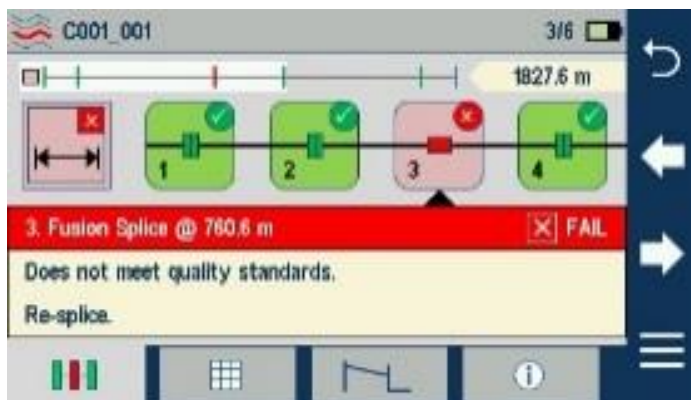 C001_001
3/6
1827.6 m
1
2
3
4
3. Fusion Splice @ 760.6 m
FAIL
Does not meet quality standards.
Re-splice.